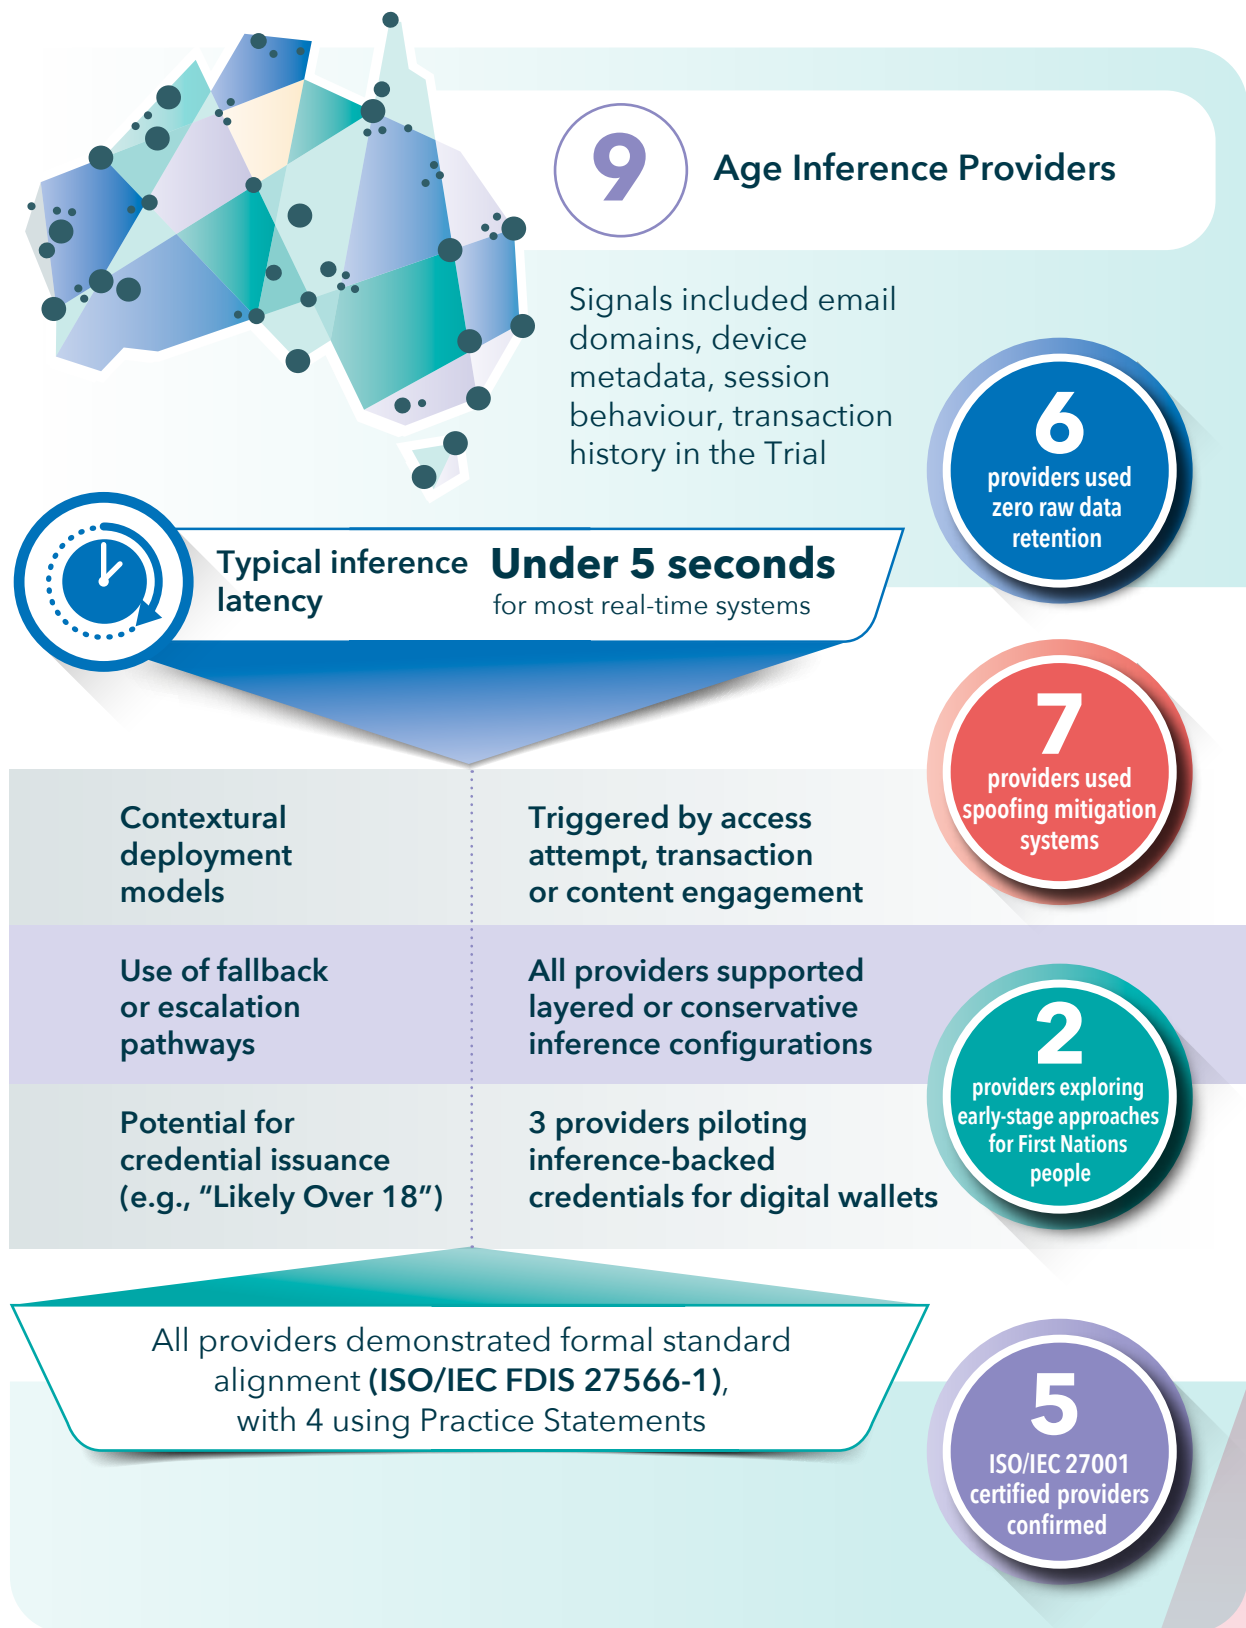 9
Age Inference Providers
Signals included email
domains, device
metadata, session
behaviour, transaction
history in the Trial
6
providers used
zero raw data
retention
Typical inference
latency
Under 5 seconds
for most real-time systems
7
providers used
spoofing mitigation
systems
Contextural
deployment
models
Triggered by access
attempt, transaction
or content engagement
Use of fallback
or escalation
pathways
All providers supported
layered or conservative
inference configurations
2
providers exploring
early-stage approaches
for First Nations
people
Potential for
credential issuance
(e.g., “Likely Over 18”)
3 providers piloting
inference-backed
credentials for digital wallets
All providers demonstrated formal standard
alignment (ISO/IEC FDIS 27566-1),
with 4 using Practice Statements
5
ISO/IEC 27001
certified providers
confirmed